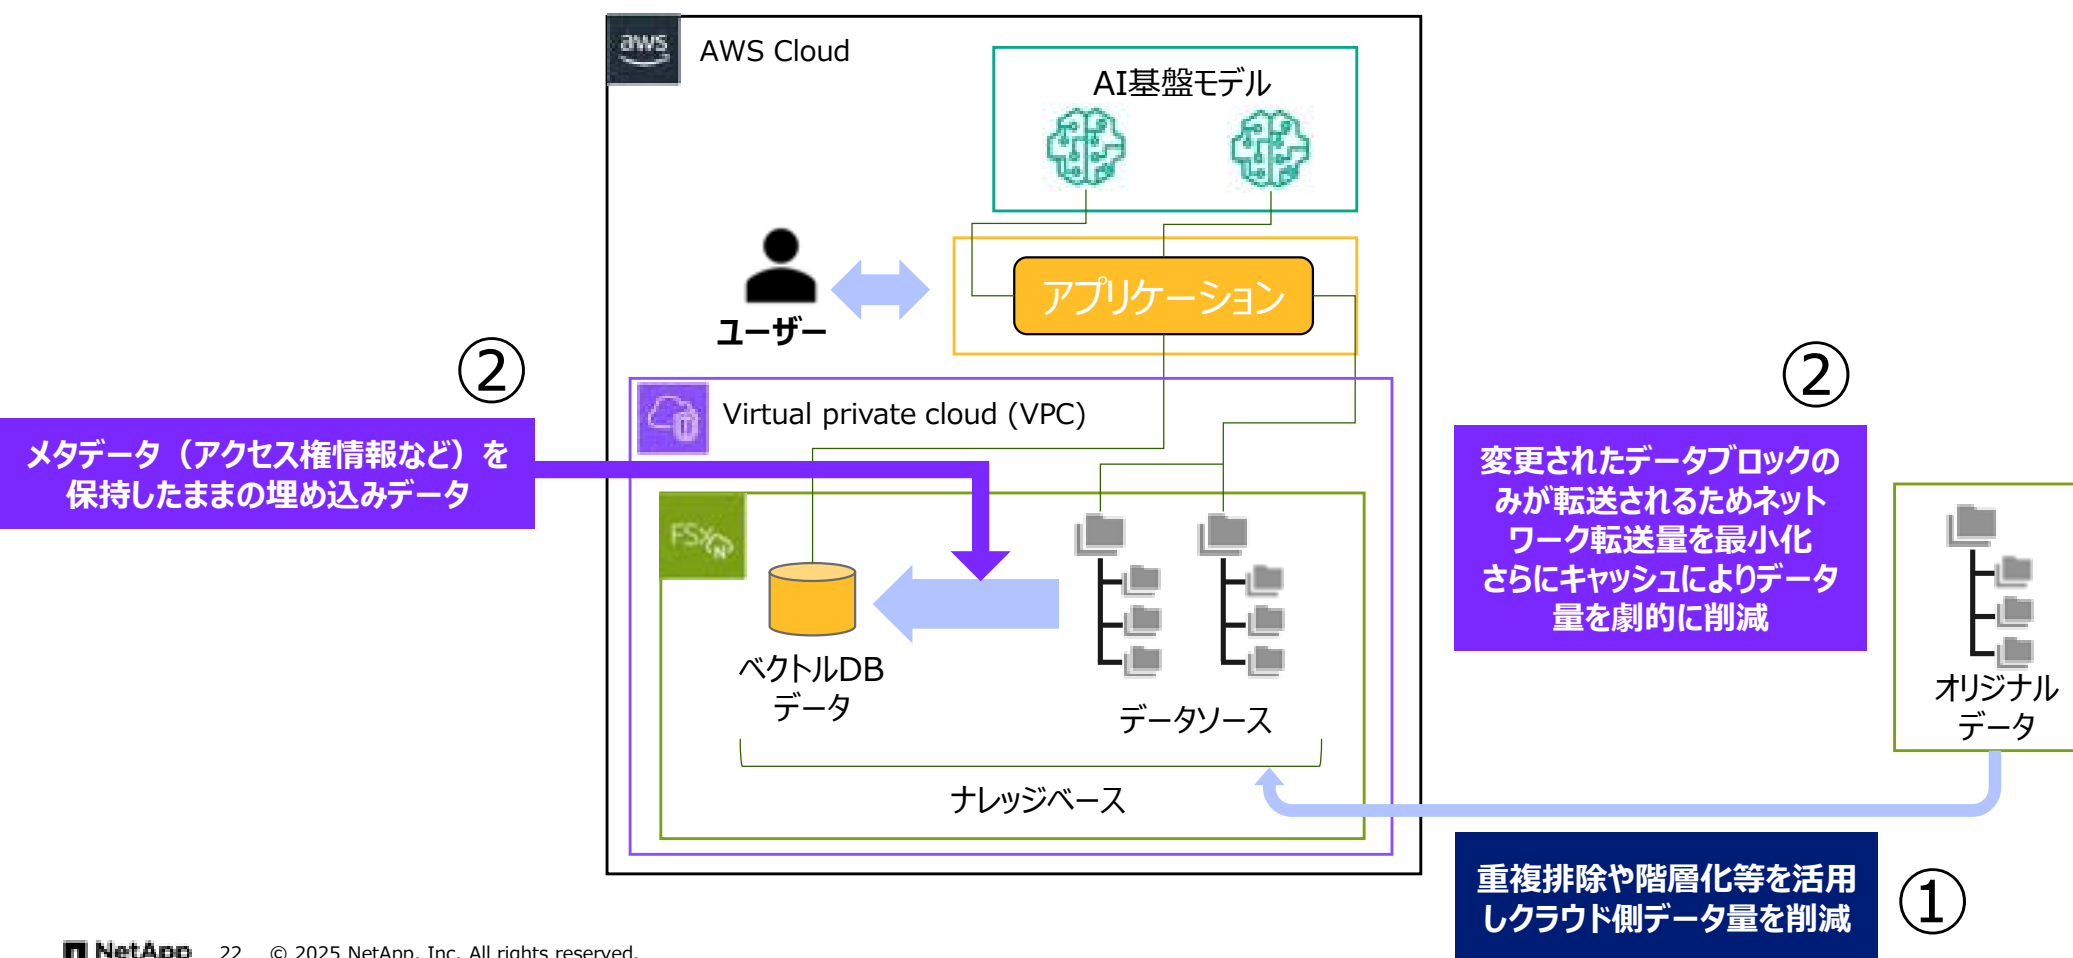 aws
AWS Cloud
AI基盤モデル
アプリケーション
ユーザー
②
メタデータ（アクセス権情報など）を
保持したままの埋め込みデータ
Virtual private cloud (VPC)
FSx
N
ベクトルDB
データ
データソース
ナレッジベース
②
変更されたデータブロックの
みが転送されるためネット
ワーク転送量を最小化
さらにキャッシュによりデータ
量を劇的に削減
オリジナル
データ
重複排除や階層化等を活用
しクラウド側データ量を削減
①
NetApp 22 © 2025 NetApp, Inc. All rights reserved.